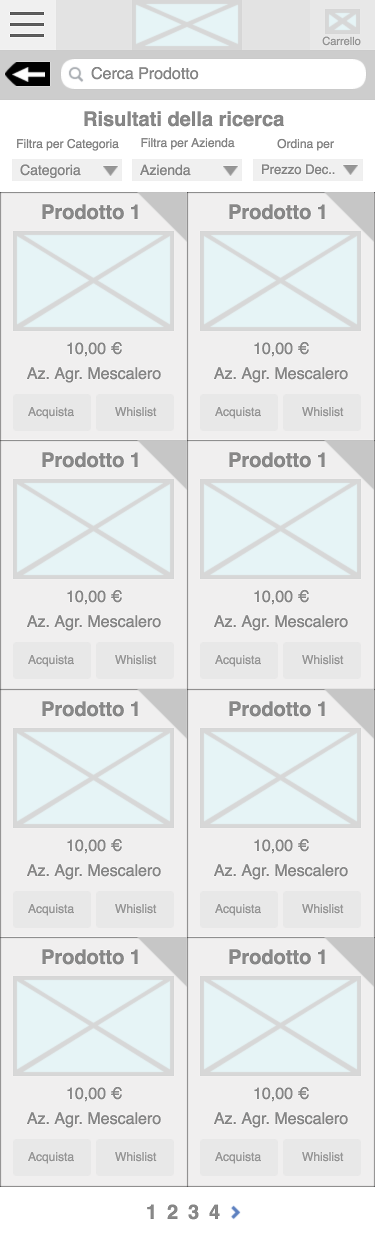 Carrello
Cerca Prodotto
Risultati della ricerca
Filtra per Categoria Filtra per Azienda Ordina per
Categoria Azienda Prezzo Dec..
Prodotto 1 Prodotto 1
10,00 € 10,00 €
Az. Agr. Mescalero Az. Agr. Mescalero
Acquista Whislist Acquista Whislist
Prodotto 1 Prodotto 1
10,00 € 10,00 €
Az. Agr. Mescalero Az. Agr. Mescalero
Acquista Whislist Acquista Whislist
Prodotto 1 Prodotto 1
10,00 € 10,00 €
Az. Agr. Mescalero Az. Agr. Mescalero
Acquista Whislist Acquista Whislist
Prodotto 1 Prodotto 1
10,00 € 10,00 €
Az. Agr. Mescalero Az. Agr. Mescalero
Acquista Whislist Acquista Whislist
1 2 3 4